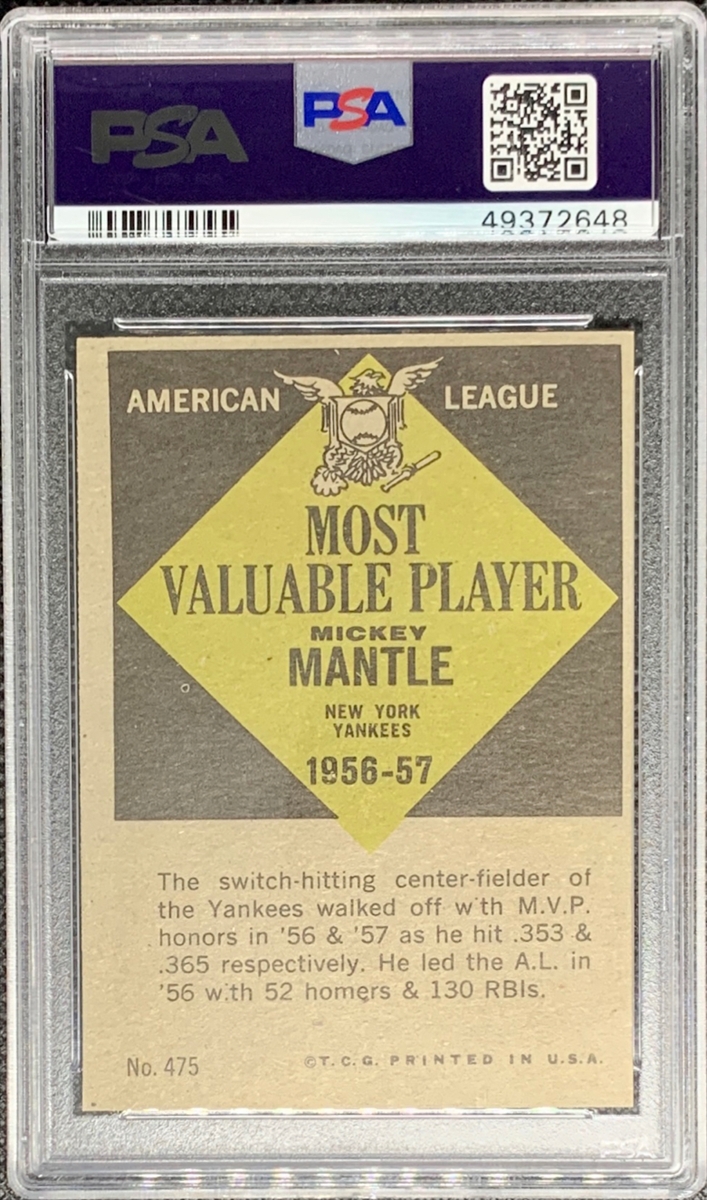 PSA PSA
49372648
AMERICAN LEAGUE
MOST
VALUABLE PLAYER
MICKEY
MANTLE
NEW YORK
YANKEES
1956-57
The switch-hitting center-fielder of
the Yankees walked off w th M.V.P.
honors in '56 & '57 as he hit .353 &
.365 respectively. He led the A.L. in
'56 w.th 52 homers & 130 RBIs.
No. 475 ©T.C.G. PRINTED IN U.S.A.